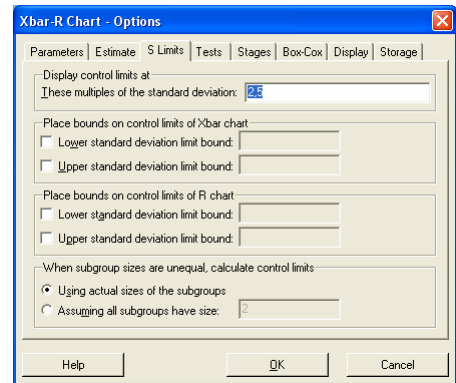 Xbar-R Chart - Options
Parameters Estimate S Limits Tests Stages Box-Cox Display Storage
Display control limits at
These multiples of the standard deviation: 2.5
Place bounds on control limits of Xbar chart
Lower standard deviation limit bound:
Upper standard deviation limit bound:
Place bounds on control limits of R chart
Lower standard deviation limit bound:
Upper standard deviation limit bound:
When subgroup sizes are unequal, calculate control limits
Using actual sizes of the subgroups
Assuming all subgroups have size: 2
Help OK Cancel